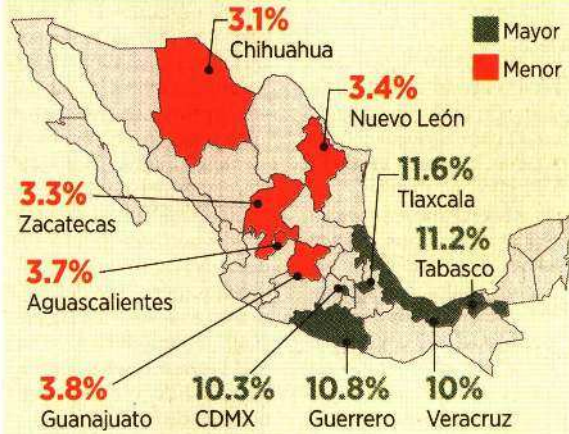 3.1%
Chihuahua
Mayor
Menor
3.4%
Nuevo León
11.6%
Tlaxcala
3.3%
Zacatecas
11.2%
Tabasco
3.7%
Aguascalientes
3.8%
Guanajuato
10.3%
CDMX
10.8%
Guerrero
10%
Veracruz